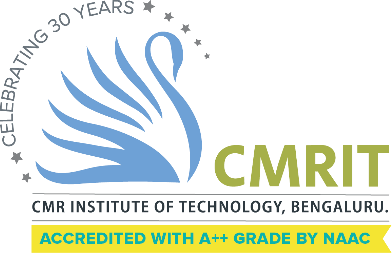 CELEBRATING 30 YEARS
CMRIT
CMR INSTITUTE OF TECHNOLOGY, BENGALURU.
ACCREDITED WITH A++ GRADE BY NAAC